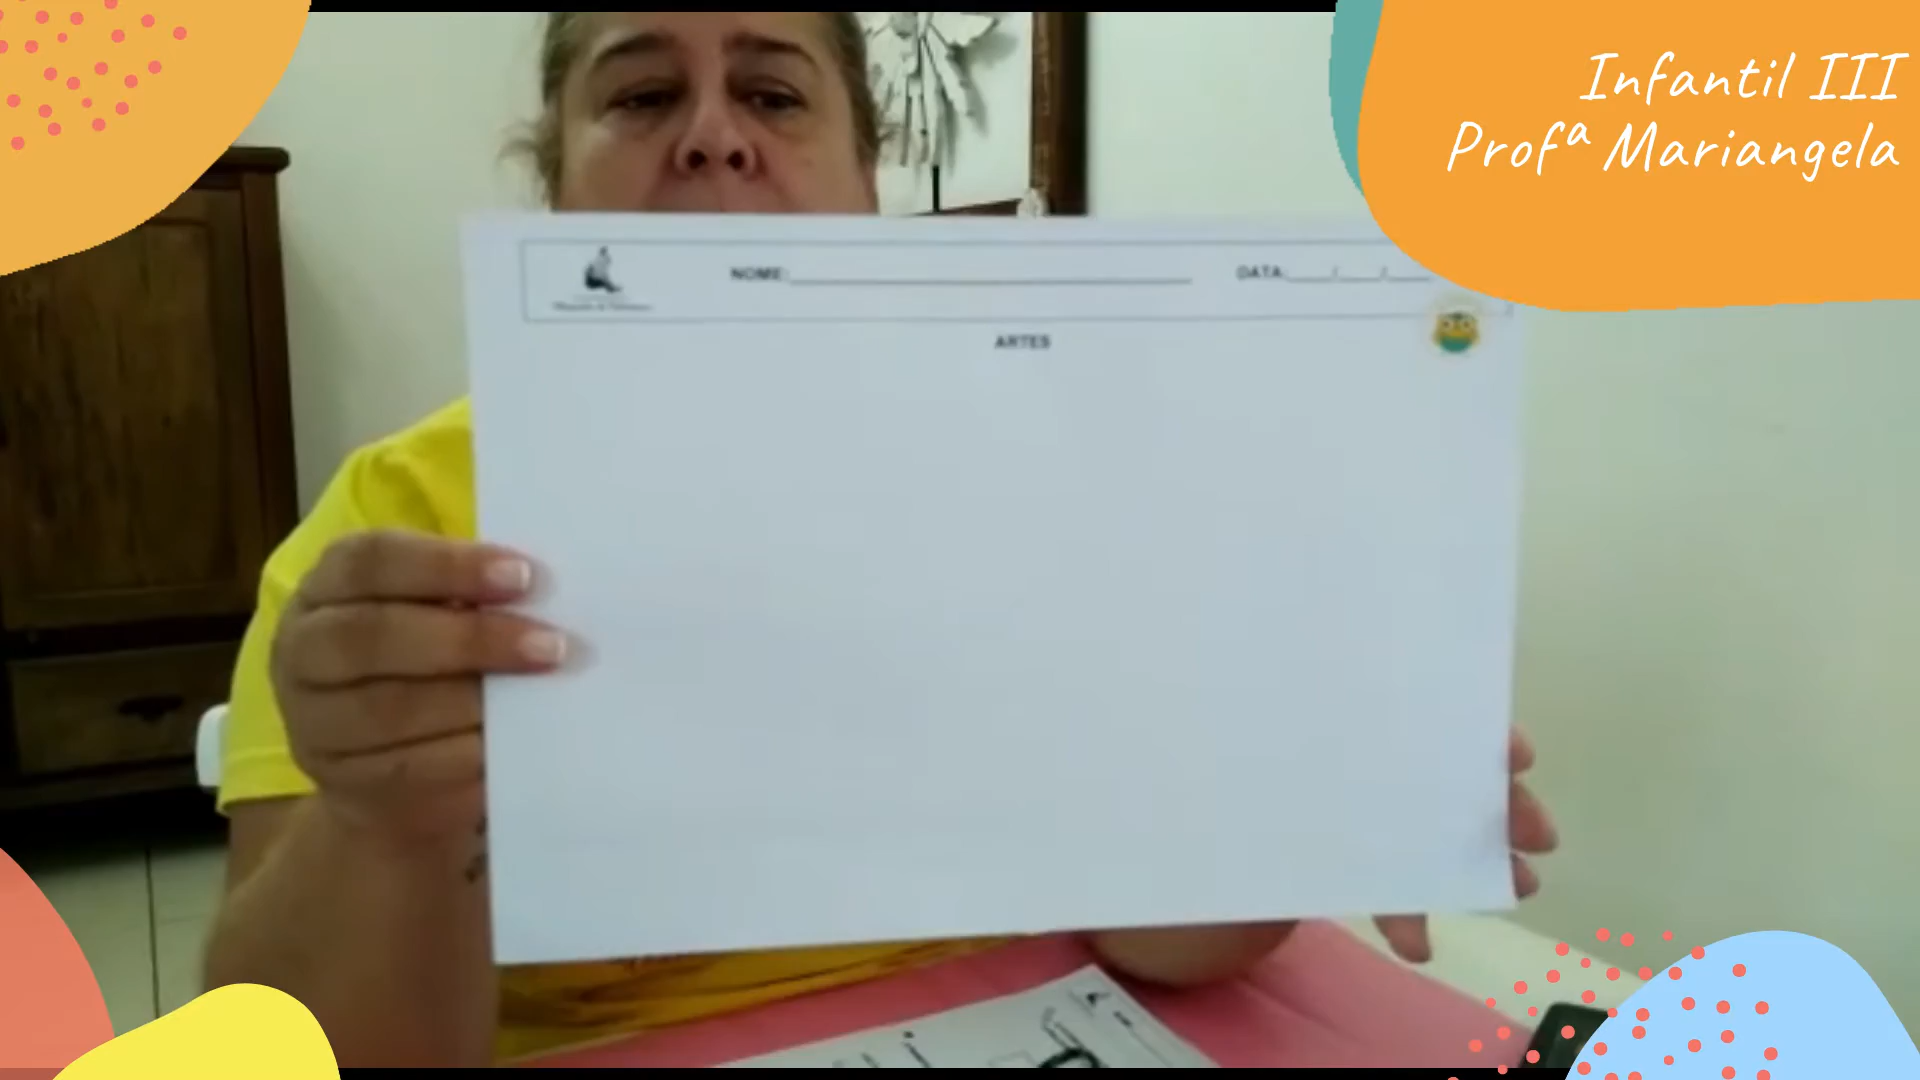 Infantil III
Profª Mariangela
NOME:
DATA: / /
ARTES